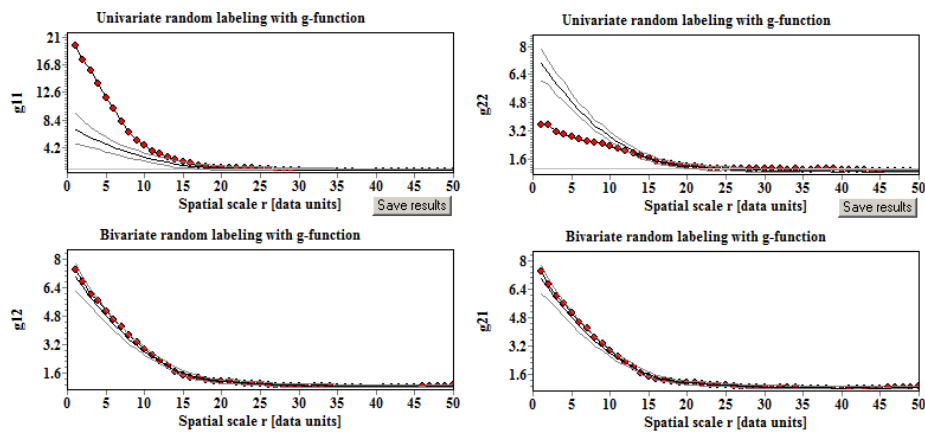 Univariate random labeling with g-function
21
16.8
12.6
8.4
4.2
g11
0 5 10 15 20 25 30 35 40 45 50
Spatial scale r [data units]
Save results
Univariate random labeling with g-function
8
6.4
4.8
3.2
1.6
g22
0 5 10 15 20 25 30 35 40 45 50
Spatial scale r [data units]
Save results
Bivariate random labeling with g-function
8
6.4
4.8
3.2
1.6
g12
0 5 10 15 20 25 30 35 40 45 50
Spatial scale r [data units]
Bivariate random labeling with g-function
8
6.4
4.8
3.2
1.6
g21
0 5 10 15 20 25 30 35 40 45 50
Spatial scale r [data units]